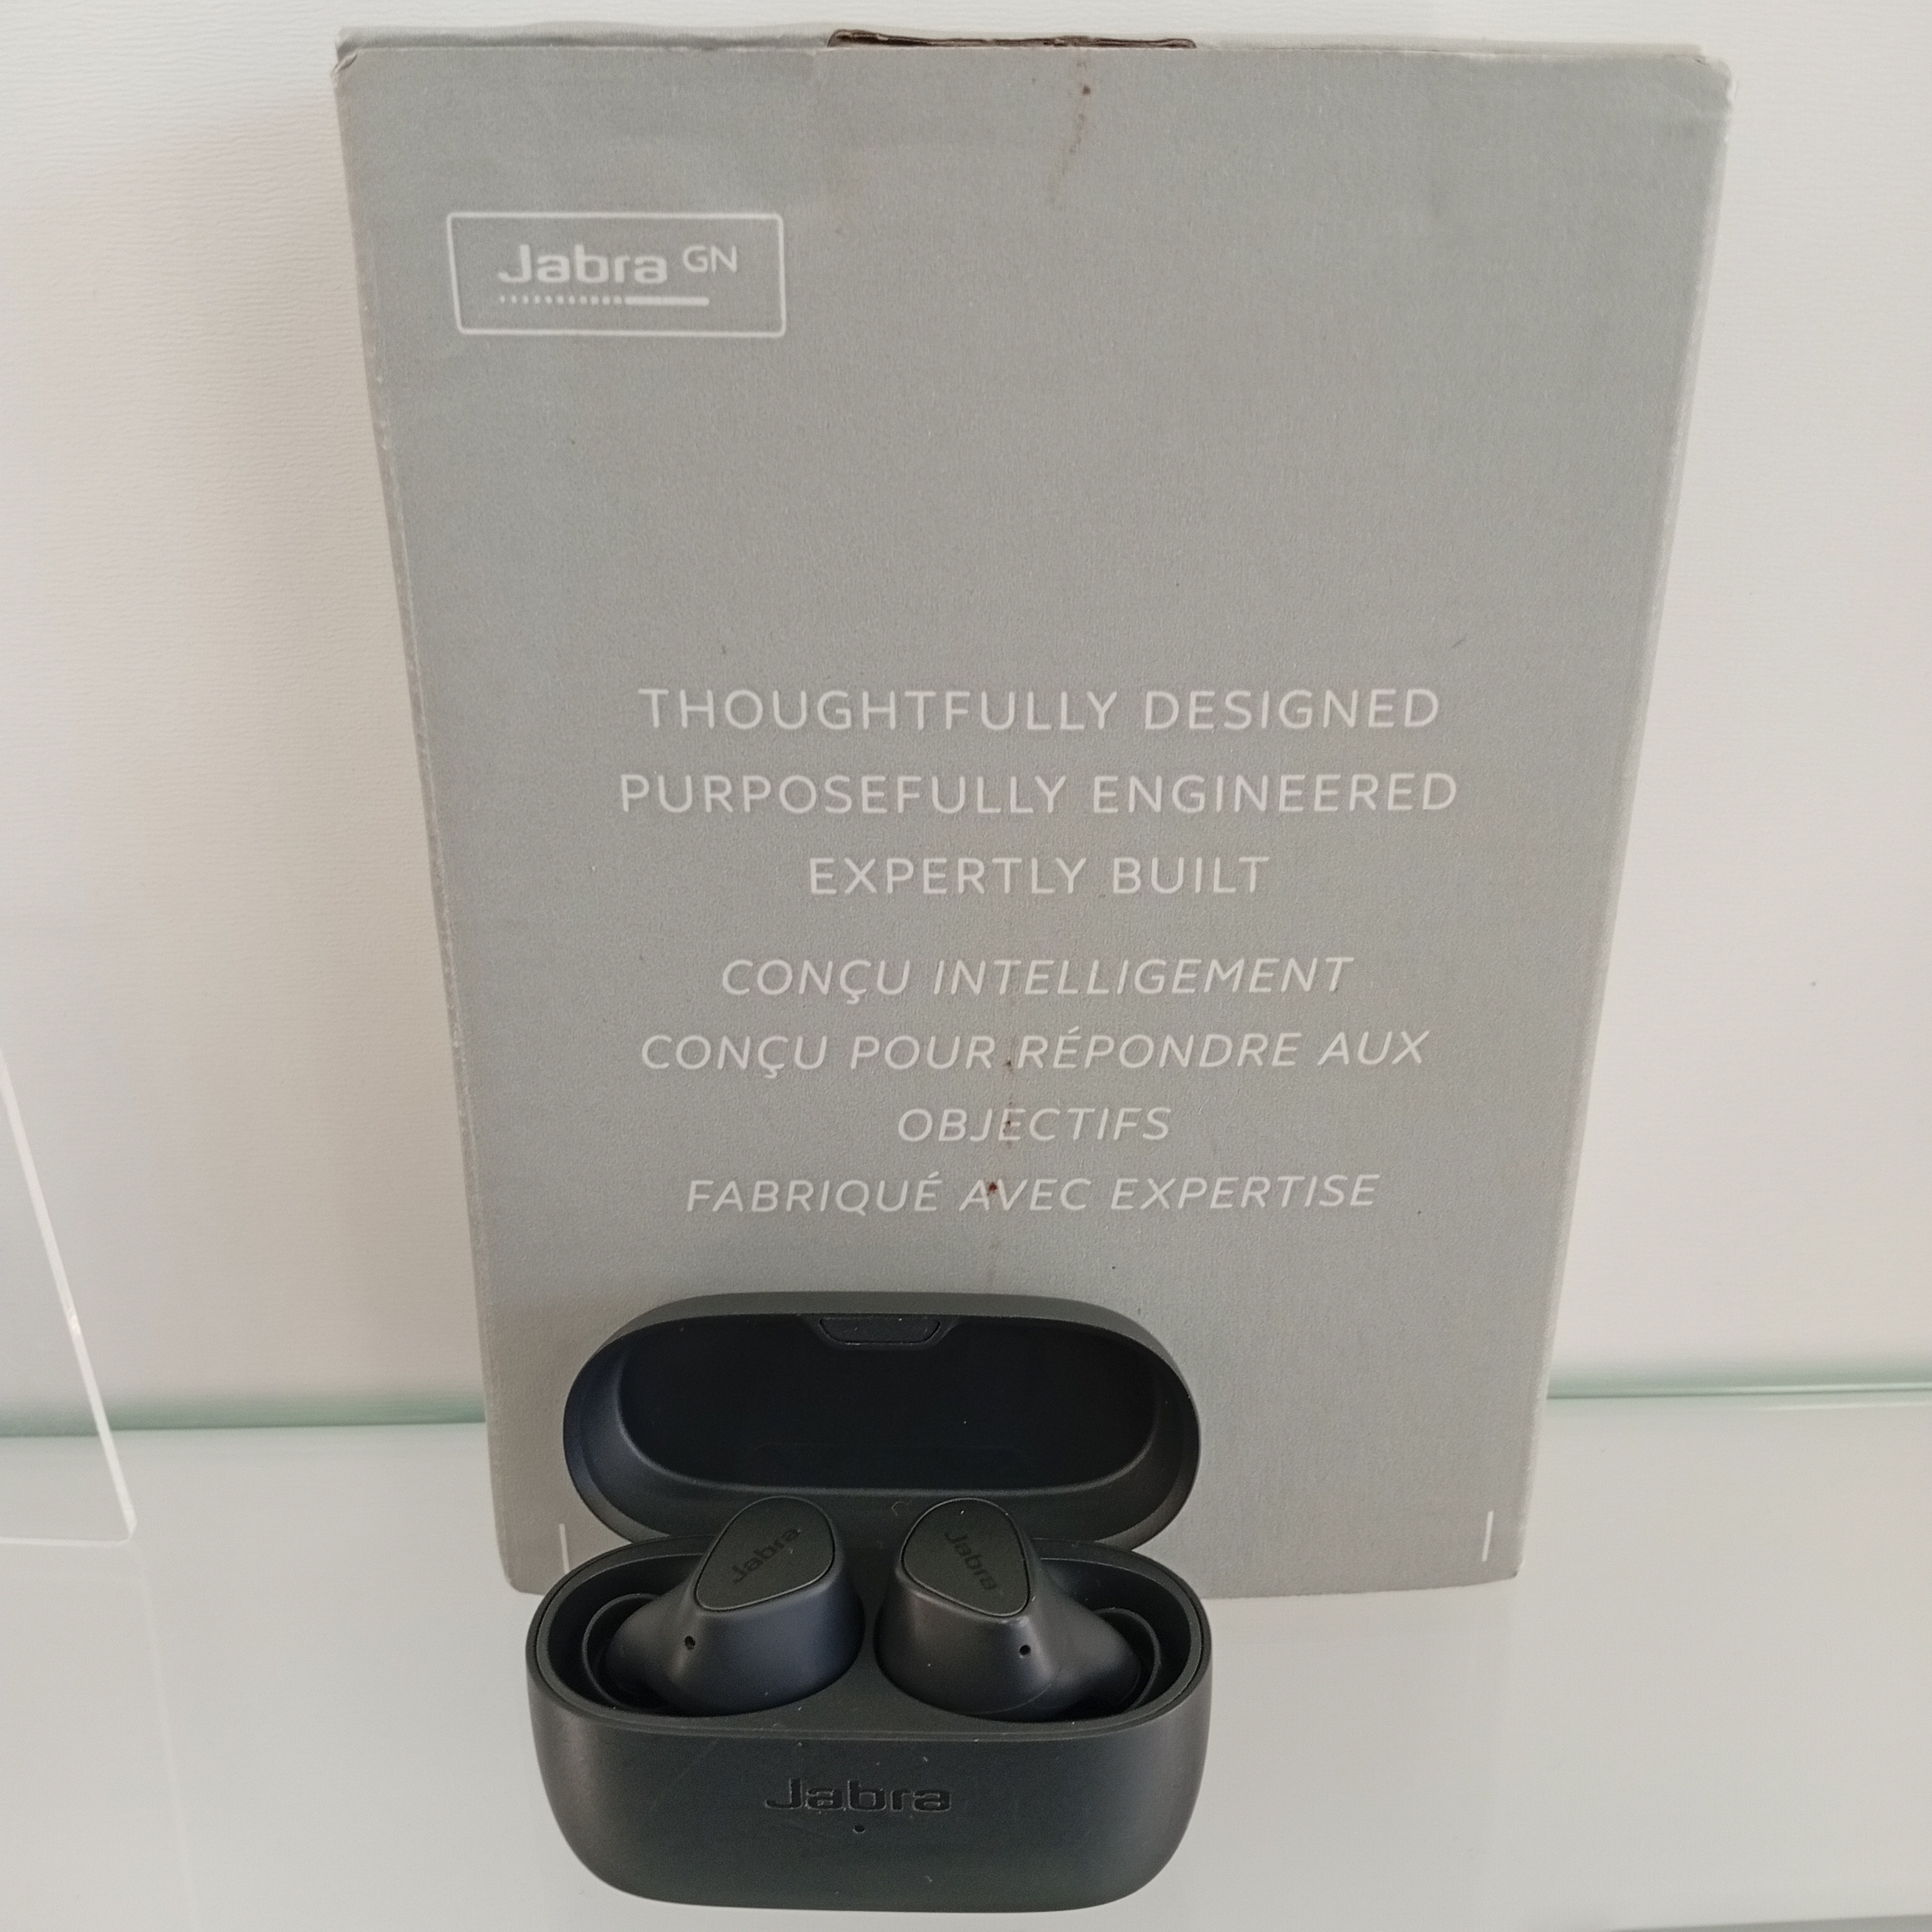 Jabra GN
THOUGHTFULLY DESIGNED
PURPOSEFULLY ENGINEERED
EXPERTLY BUILT
CONÇU INTELLIGEMENT
CONÇU POUR RÉPONDRE AUX
OBJECTIFS
FABRIQUÉ AVEC EXPERTISE
Jabra
Jabra
Jabra